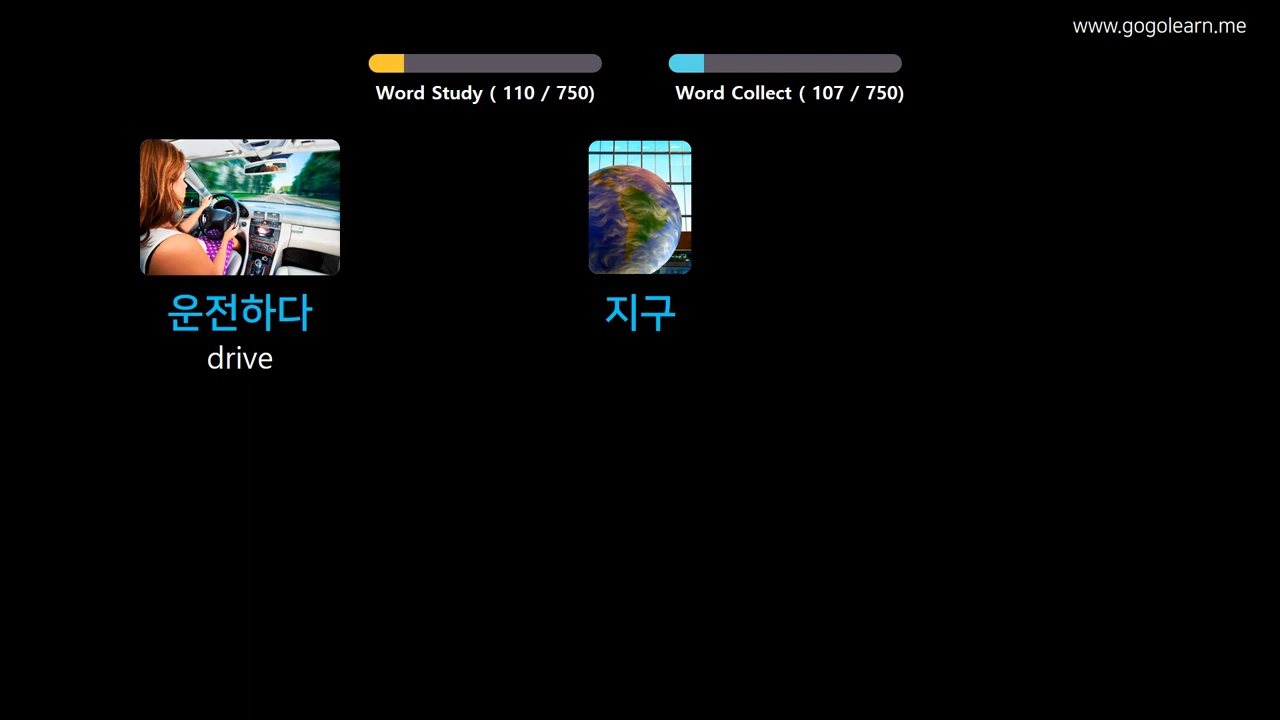 www.gogolearn.me
Word Study ( 110 / 750)
Word Collect ( 107 / 750)
운전하다
drive
지구